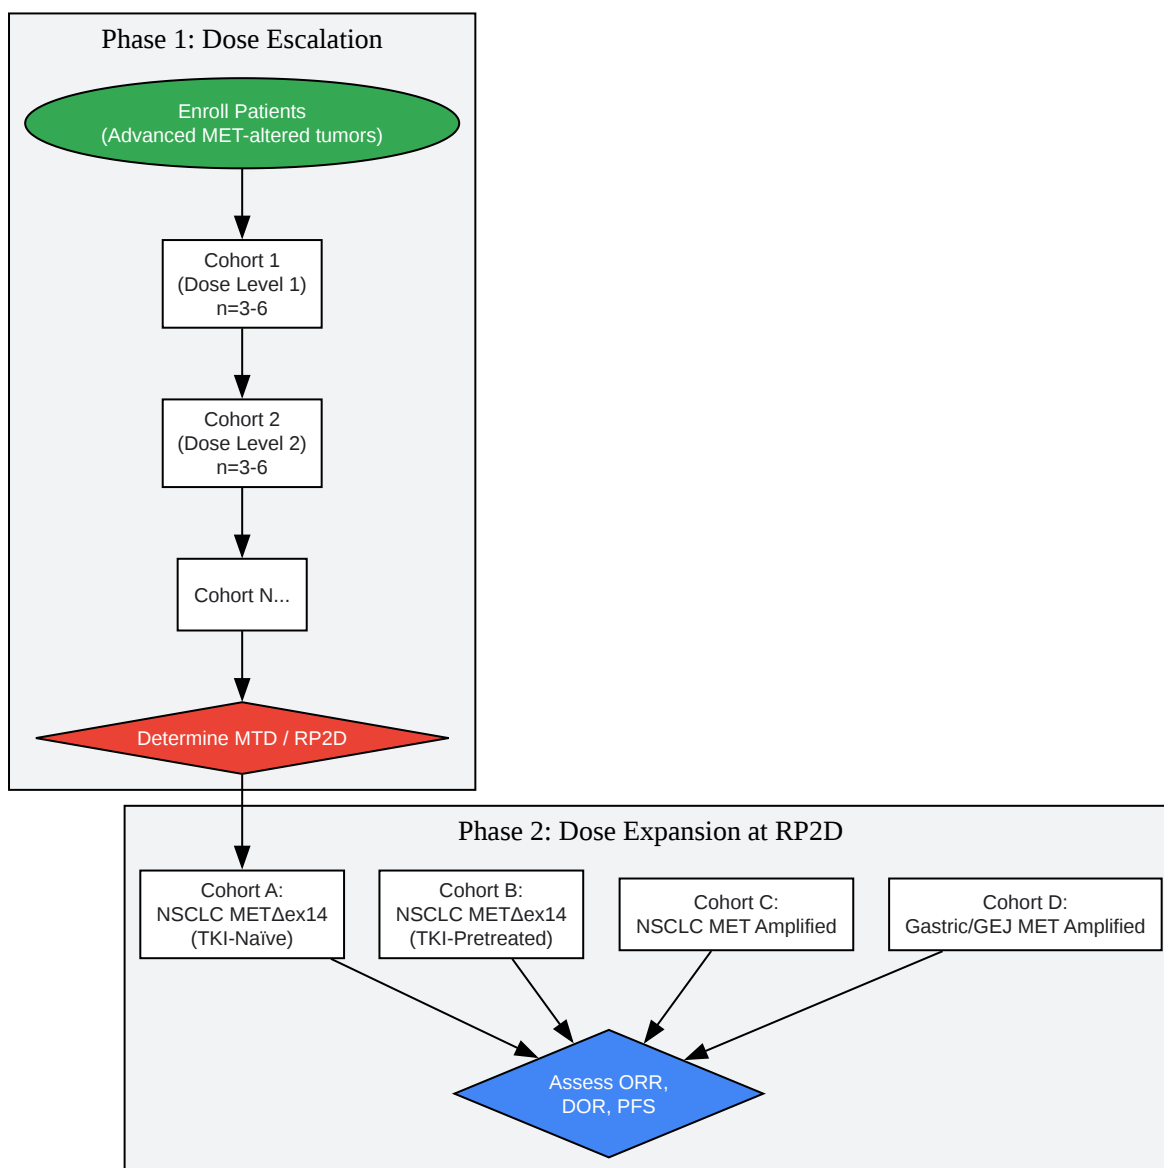 Phase 1: Dose Escalation
Enroll Patients
(Advanced MET-altered tumors)
Cohort 1
(Dose Level 1)
n=3-6
Cohort 2
(Dose Level 2)
n=3-6
Cohort N...
Determine MTD / RP2D
Phase 2: Dose Expansion at RP2D
Cohort A:
NSCLC METΔex14
(TKI-Naïve)
Cohort B:
NSCLC METΔex14
(TKI-Pretreated)
Cohort C:
NSCLC MET Amplified
Cohort D:
Gastric/GEJ MET Amplified
Assess ORR,
DOR, PFS